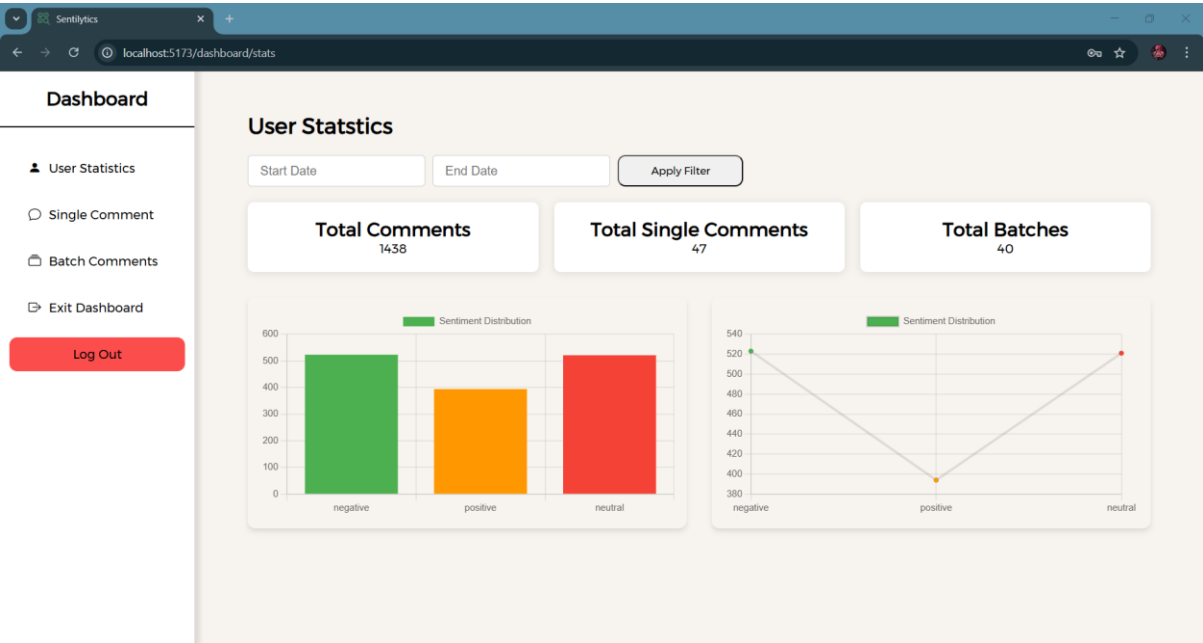 Sentilytics
localhost:5173/dashboard/stats
Dashboard
User Statistics
Single Comment
Batch Comments
Exit Dashboard
Log Out
User Statstics
Start Date
End Date
Apply Filter
Total Comments
1438
Total Single Comments
47
Total Batches
40
Sentiment Distribution
600
500
400
300
200
100
0
negative positive neutral
Sentiment Distribution
540
520
500
480
460
440
420
400
380
negative positive neutral